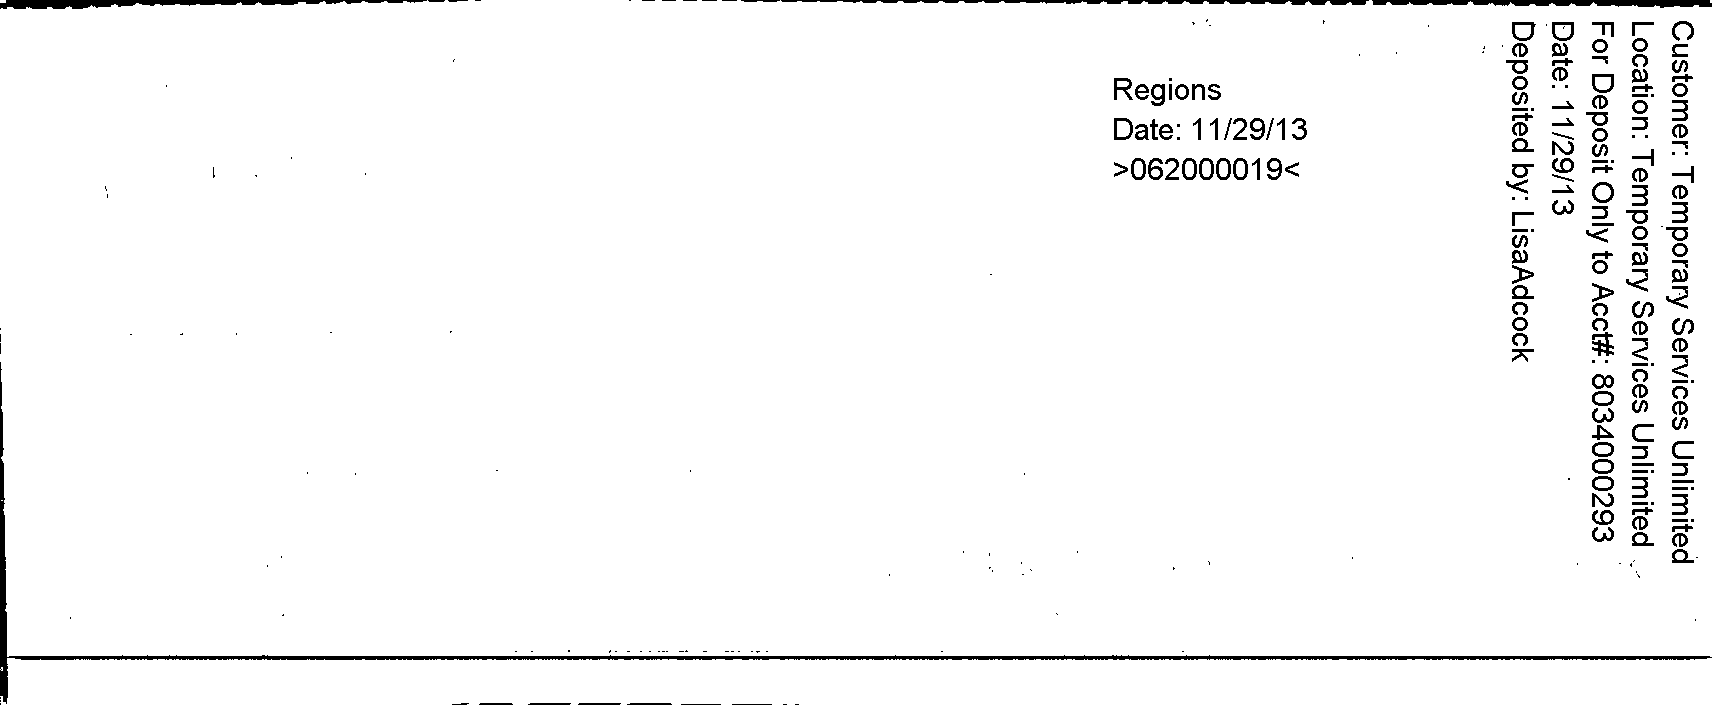 Regions
Date: 11/29/13
>062000019<
Customer: Temporary Services Unlimited
Location: Temporary Services Unlimited
For Deposit Only to Acct#: 8034000293
Date: 11/29/13
Deposited by: LisaAdcock